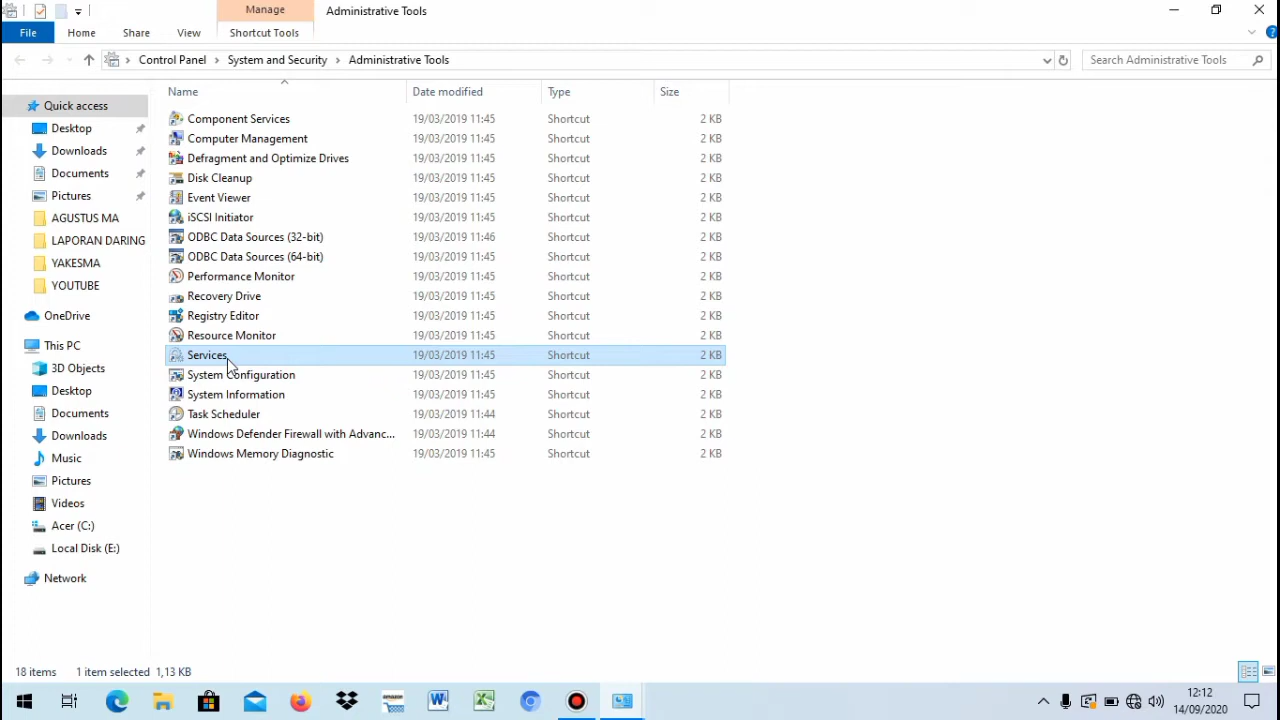 Manage
Administrative Tools
File
Home
Share
View
Shortcut Tools
Control Panel
System and Security
Administrative Tools
Search Administrative Tools
Name
Date modified
Type
Size
Quick access
Desktop
Downloads
Documents
Pictures
AGUSTUS MA
LAPORAN DARING
YAKESMA
YOUTUBE
OneDrive
This PC
3D Objects
Desktop
Documents
Downloads
Music
Pictures
Videos
Acer (C:)
Local Disk (E:)
Network
Component Services 19/03/2019 11:45 Shortcut 2 KB
Computer Management 19/03/2019 11:45 Shortcut 2 KB
Defragment and Optimize Drives 19/03/2019 11:45 Shortcut 2 KB
Disk Cleanup 19/03/2019 11:45 Shortcut 2 KB
Event Viewer 19/03/2019 11:45 Shortcut 2 KB
iSCSI Initiator 19/03/2019 11:45 Shortcut 2 KB
ODBC Data Sources (32-bit) 19/03/2019 11:46 Shortcut 2 KB
ODBC Data Sources (64-bit) 19/03/2019 11:45 Shortcut 2 KB
Performance Monitor 19/03/2019 11:45 Shortcut 2 KB
Recovery Drive 19/03/2019 11:45 Shortcut 2 KB
Registry Editor 19/03/2019 11:45 Shortcut 2 KB
Resource Monitor 19/03/2019 11:45 Shortcut 2 KB
Services 19/03/2019 11:45 Shortcut 2 KB
System Configuration 19/03/2019 11:45 Shortcut 2 KB
System Information 19/03/2019 11:45 Shortcut 2 KB
Task Scheduler 19/03/2019 11:44 Shortcut 2 KB
Windows Defender Firewall with Advanc... 19/03/2019 11:44 Shortcut 2 KB
Windows Memory Diagnostic 19/03/2019 11:45 Shortcut 2 KB
18 items
1 item selected 1,13 KB
12:12
14/09/2020